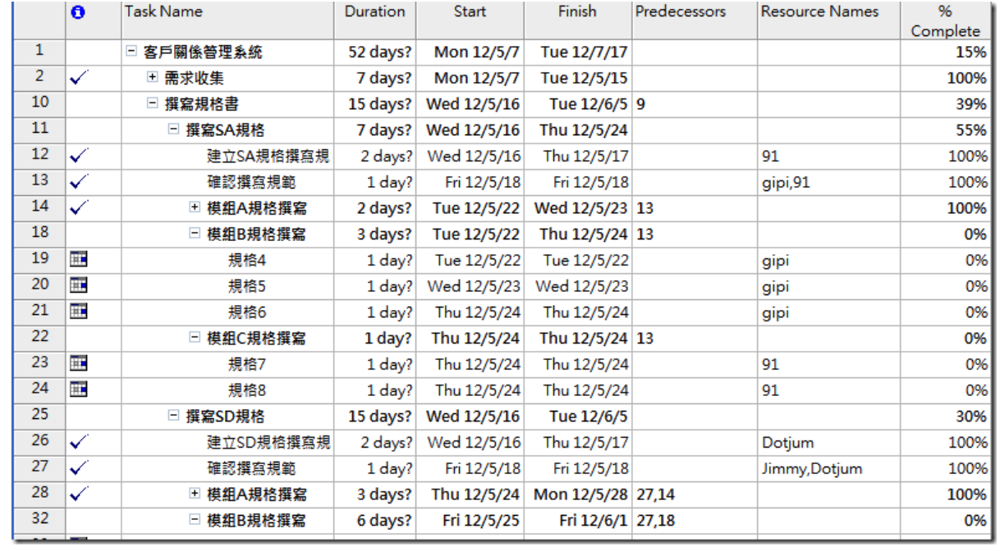 Task Name Duration Start Finish Predecessors Resource Names % Complete
1 客戶關係管理系統 52 days? Mon 12/5/7 Tue 12/7/17 15%
2 需求收集 7 days? Mon 12/5/7 Tue 12/5/15 100%
10 撰寫規格書 15 days? Wed 12/5/16 Tue 12/6/5 9 39%
11 撰寫SA規格 7 days? Wed 12/5/16 Thu 12/5/24 55%
12 建立SA規格撰寫規 2 days? Wed 12/5/16 Thu 12/5/17 91 100%
13 確認撰寫規範 1 day? Fri 12/5/18 Fri 12/5/18 gipi,91 100%
14 模組A規格撰寫 2 days? Tue 12/5/22 Wed 12/5/23 13 100%
18 模組B規格撰寫 3 days? Tue 12/5/22 Thu 12/5/24 13 0%
19 規格4 1 day? Tue 12/5/22 Tue 12/5/22 gipi 0%
20 規格5 1 day? Wed 12/5/23 Wed 12/5/23 gipi 0%
21 規格6 1 day? Thu 12/5/24 Thu 12/5/24 gipi 0%
22 模組C規格撰寫 1 day? Thu 12/5/24 Thu 12/5/24 13 0%
23 規格7 1 day? Thu 12/5/24 Thu 12/5/24 91 0%
24 規格8 1 day? Thu 12/5/24 Thu 12/5/24 91 0%
25 撰寫SD規格 15 days? Wed 12/5/16 Tue 12/6/5 30%
26 建立SD規格撰寫規 2 days? Wed 12/5/16 Thu 12/5/17 Dotjum 100%
27 確認撰寫規範 1 day? Fri 12/5/18 Fri 12/5/18 Jimmy,Dotjum 100%
28 模組A規格撰寫 3 days? Thu 12/5/24 Mon 12/5/28 27,14 100%
32 模組B規格撰寫 6 days? Fri 12/5/25 Fri 12/6/1 27,18 0%